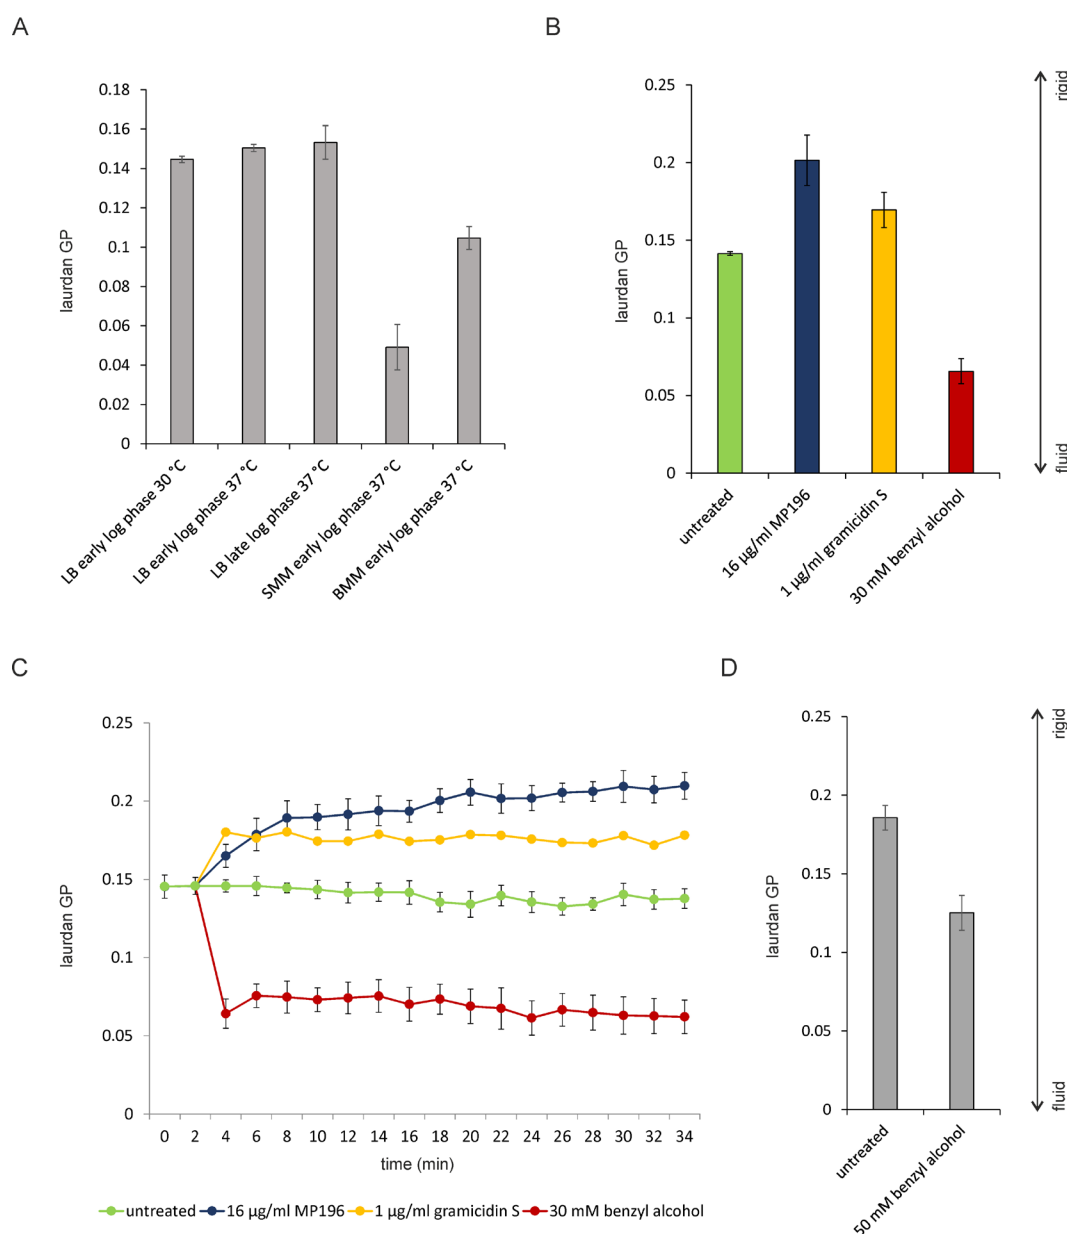 A
laurdan GP
0.18
0.16
0.14
0.12
0.1
0.08
0.06
0.04
0.02
0
LB early log phase 30 °C
LB early log phase 37 °C
LB late log phase 37 °C
SMM early log phase 37 °C
BMM early log phase 37 °C
B
laurdan GP
0.25
0.2
0.15
0.1
0.05
0
untreated
16 µg/ml MP196
1 µg/ml gramicidin S
30 mM benzyl alcohol
rigid
fluid
C
laurdan GP
0.25
0.2
0.15
0.1
0.05
0
0 2 4 6 8 10 12 14 16 18 20 22 24 26 28 30 32 34
time (min)
untreated 16 µg/ml MP196 1 µg/ml gramicidin S 30 mM benzyl alcohol
D
laurdan GP
0.25
0.2
0.15
0.1
0.05
0
untreated
50 mM benzyl alcohol
rigid
fluid